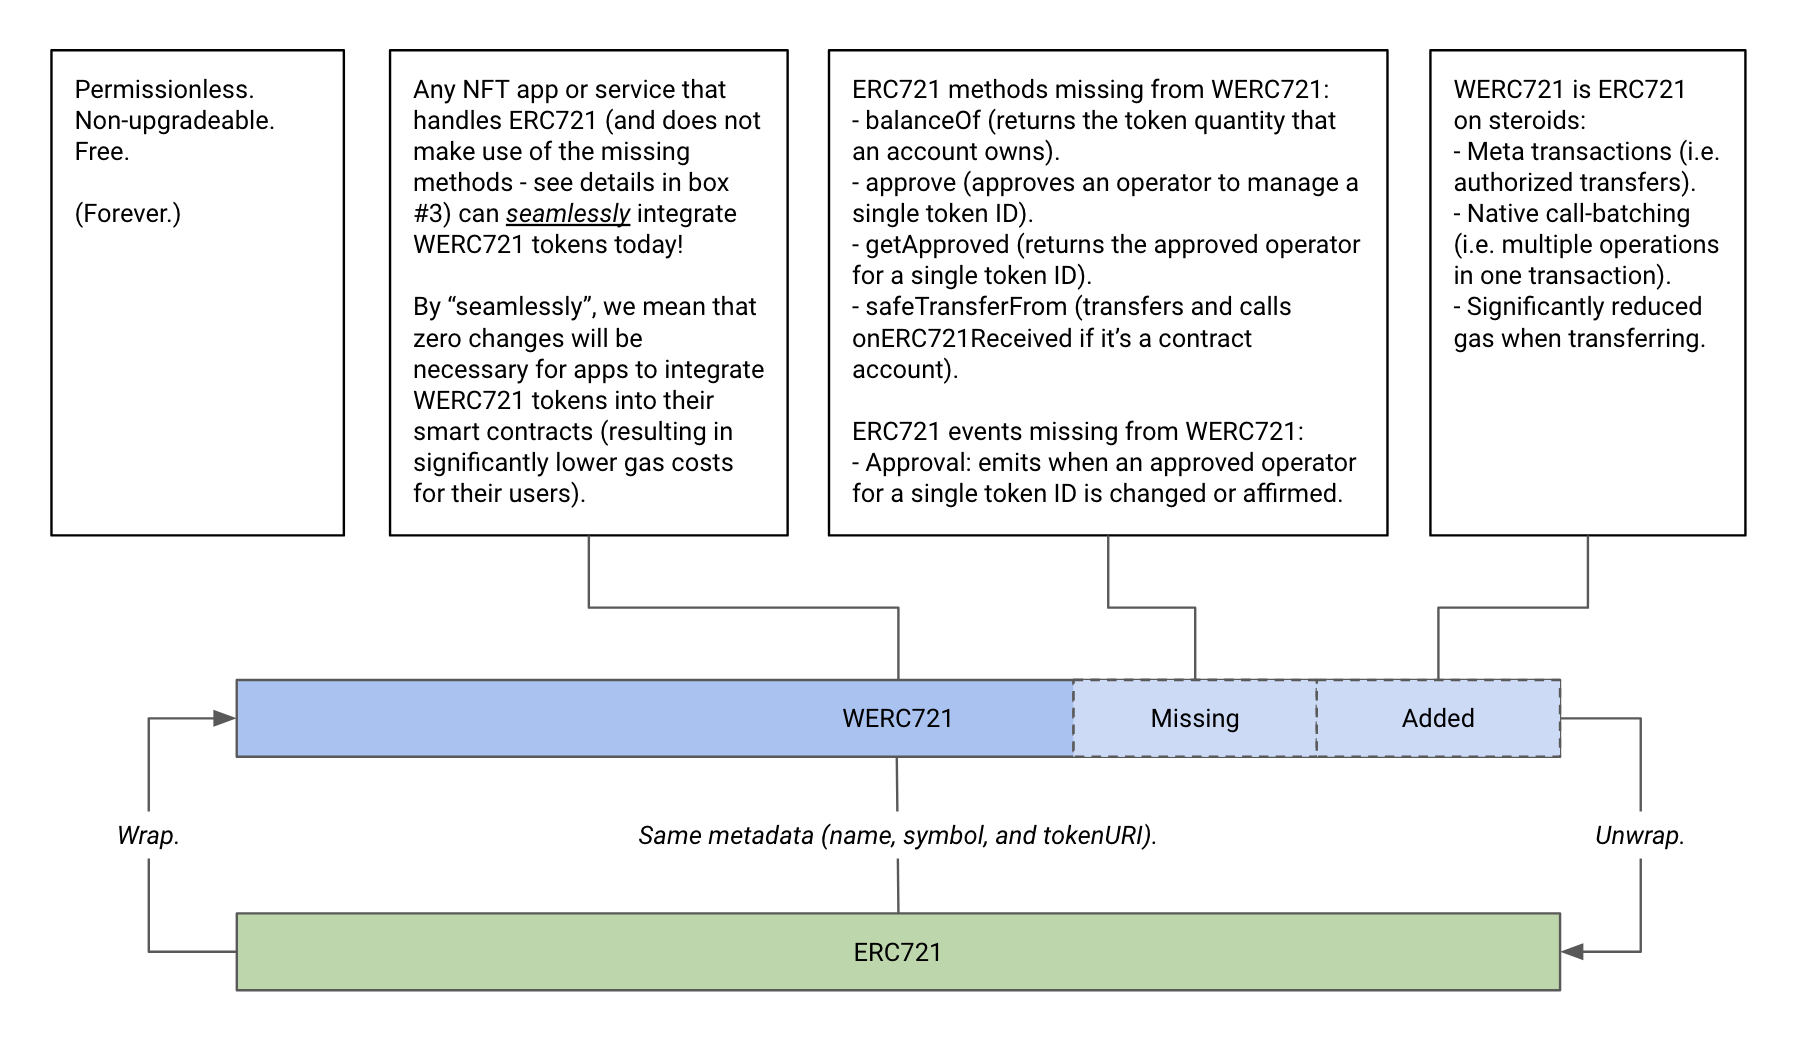 Permissionless.
Non-upgradeable.
Free.
(Forever.)
Any NFT app or service that
handles ERC721 (and does not
make use of the missing
methods - see details in box
#3) can seamlessly integrate
WERC721 tokens today!
By “seamlessly”, we mean that
zero changes will be
necessary for apps to integrate
WERC721 tokens into their
smart contracts (resulting in
significantly lower gas costs
for their users).
ERC721 methods missing from WERC721:
- balanceOf (returns the token quantity that
an account owns).
- approve (approves an operator to manage a
single token ID).
- getApproved (returns the approved operator
for a single token ID).
- safeTransferFrom (transfers and calls
onERC721Received if it’s a contract
account).
ERC721 events missing from WERC721:
- Approval: emits when an approved operator
for a single token ID is changed or affirmed.
WERC721 is ERC721
on steroids:
- Meta transactions (i.e.
authorized transfers).
- Native call-batching
(i.e. multiple operations
in one transaction).
- Significantly reduced
gas when transferring.
WERC721
Missing
Added
Wrap.
Same metadata (name, symbol, and tokenURI).
Unwrap.
ERC721